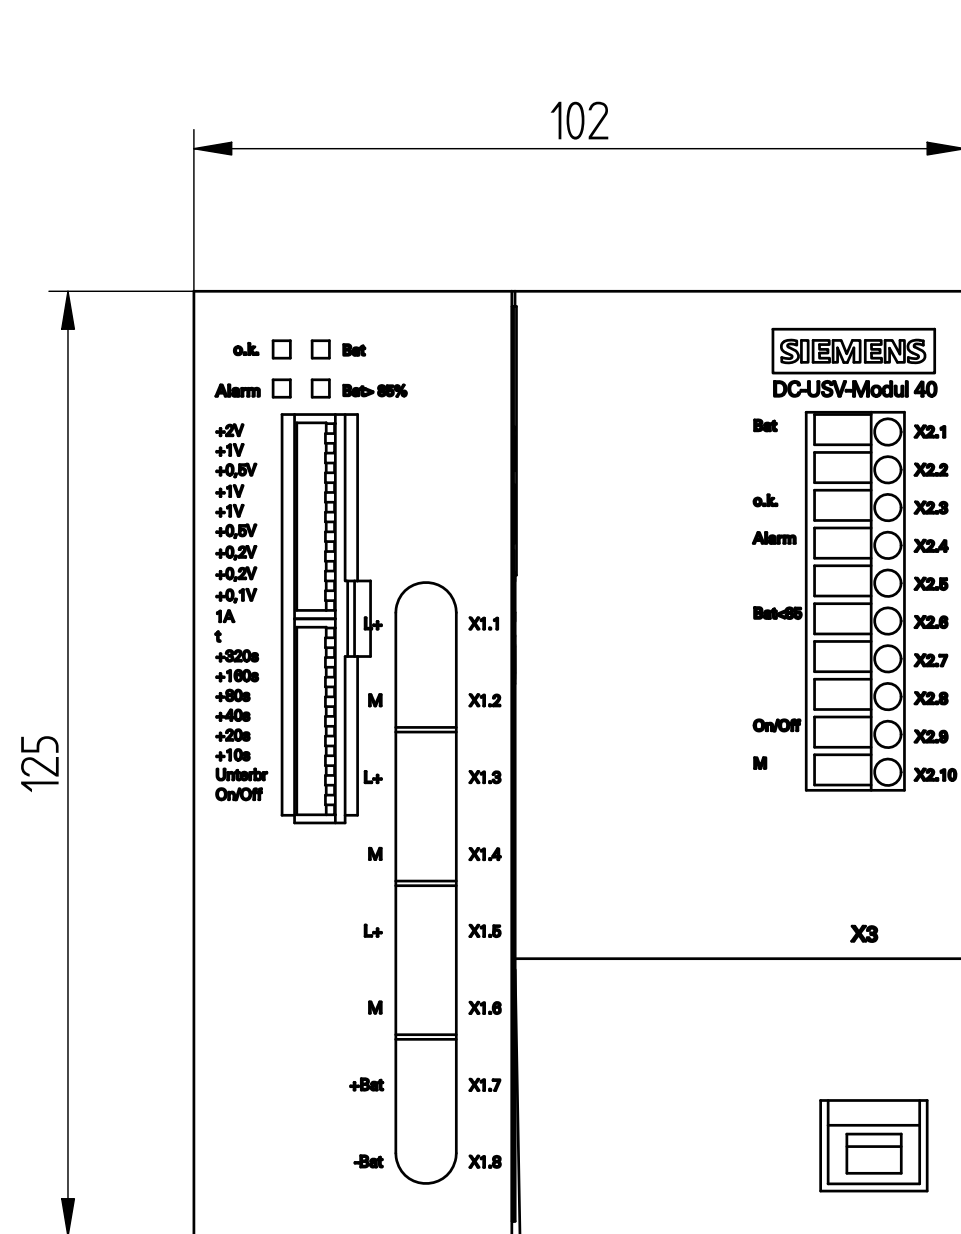 102
125
o.k. Bat
Alarm Bat> 85%
+2V
+1V
+0,5V
+1V
+1V
+0,5V
+0,2V
+0,2V
+0,1V
1A
t
+320s
+160s
+80s
+40s
+20s
+10s
Unterbr
On/Off
L+ X1.1
M X1.2
L+ X1.3
M X1.4
L+ X1.5
M X1.6
+Bat X1.7
-Bat X1.8
SIEMENS
DC-USV-Modul 40
Bat X2.1
X2.2
o.k. X2.3
Alarm X2.4
X2.5
Bat<85 X2.6
X2.7
X2.8
On/Off X2.9
M X2.10
X3